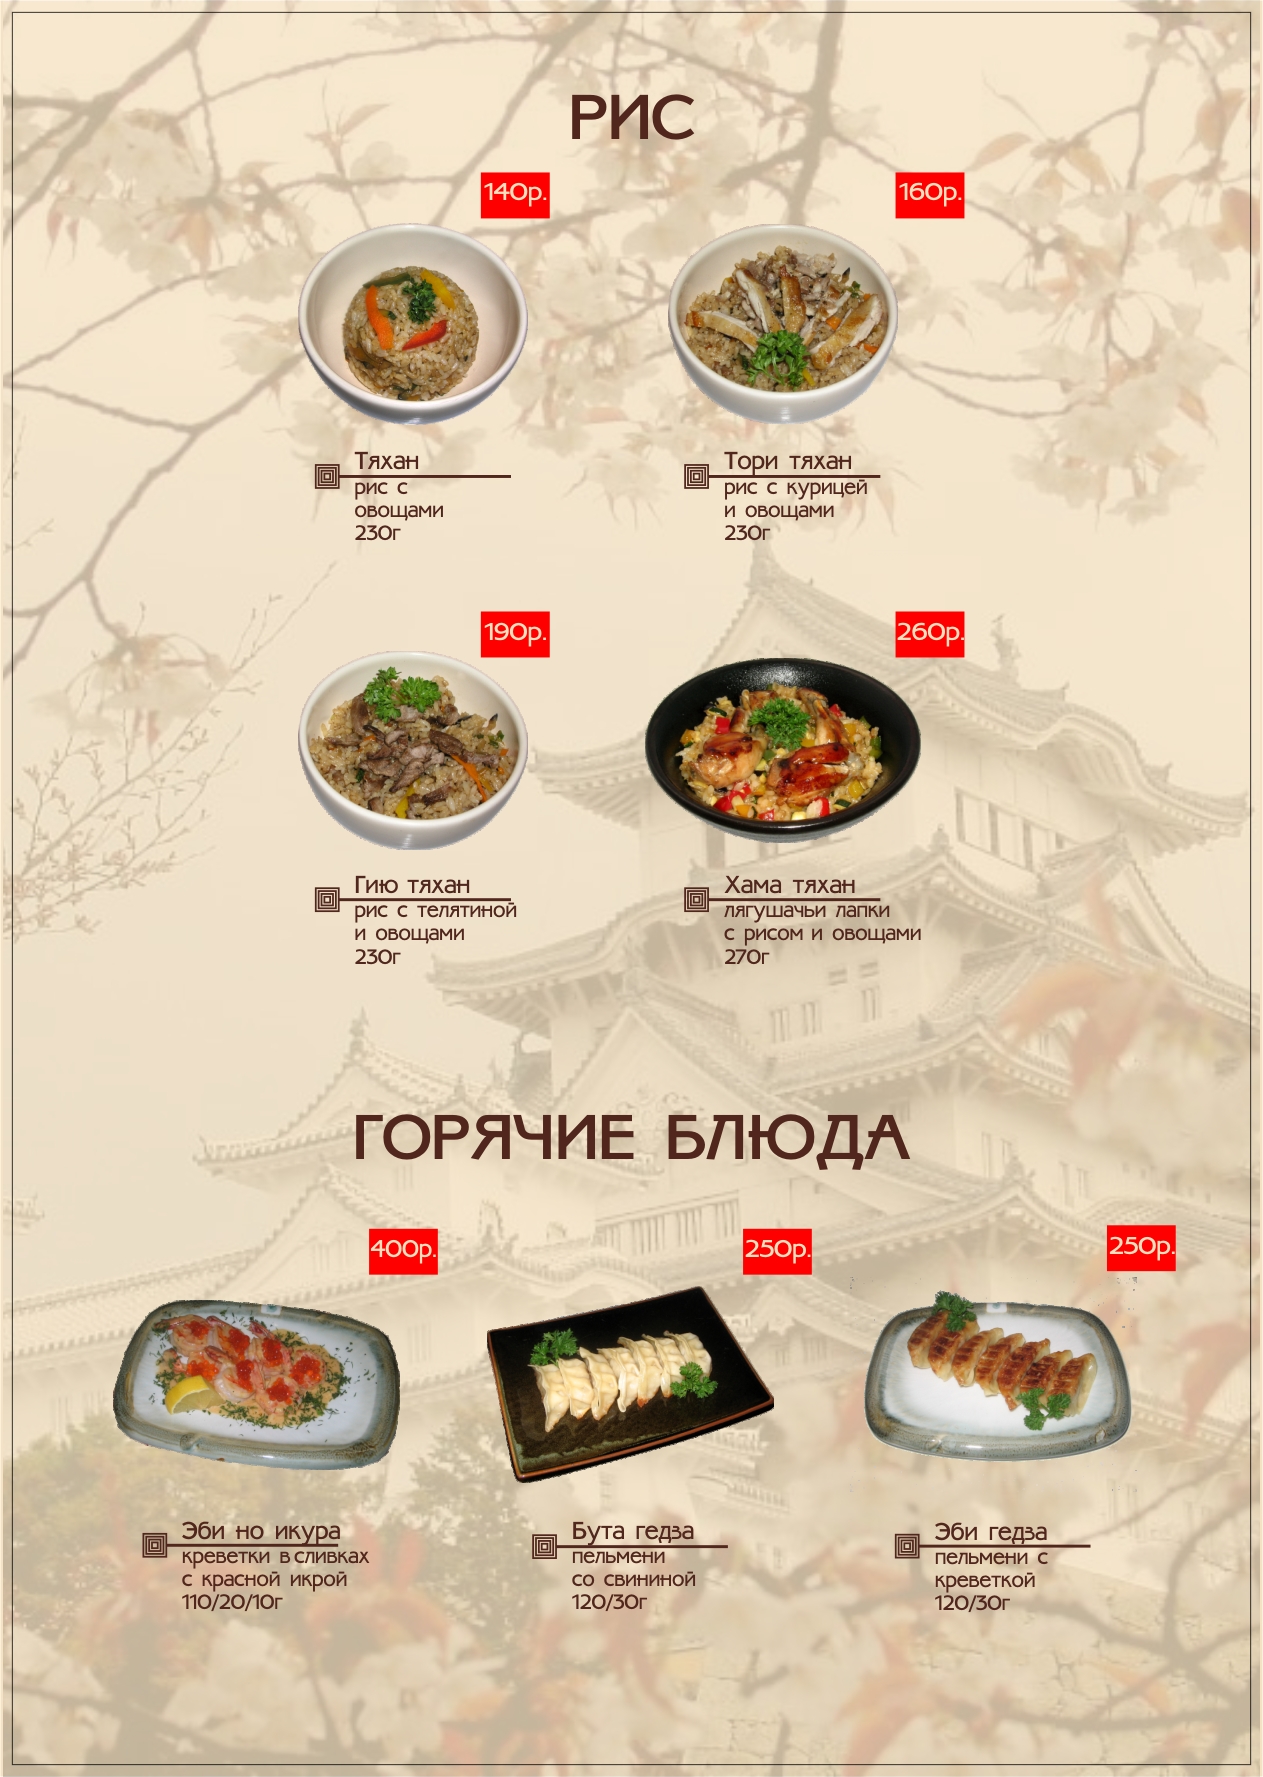 РИС
140р.
160р.
Тяхан
рис с
овощами
230г
Тори тяхан
рис с курицей
и овощами
230г
190р.
260р.
Гию тяхан
рис с телятиной
и овощами
230г
Хама тяхан
лягушачьи лапки
с рисом и овощами
270г
ГОРЯЧИЕ БЛЮДА
400р.
250р.
250р.
Эби но икура
креветки в сливках
с красной икрой
110/20/10г
Бута гедза
пельмени
со свининой
120/30г
Эби гедза
пельмени с
креветкой
120/30г